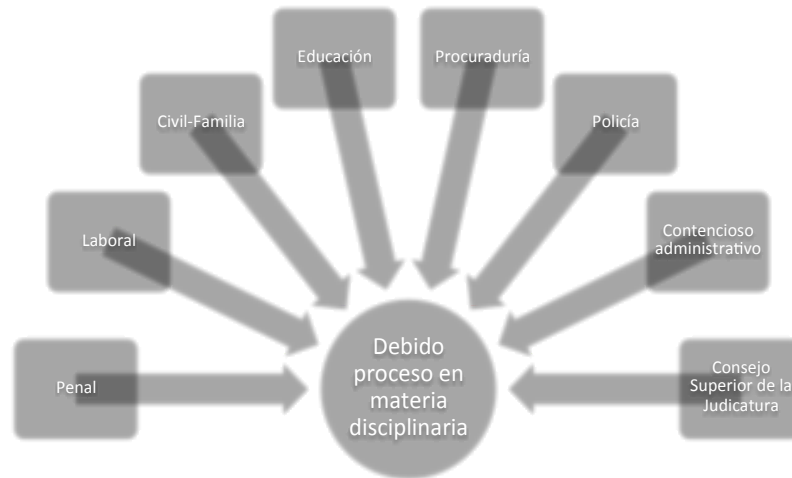 Educación
Procuraduría
Civil-Familia
Policía
Laboral
Contencioso
administrativo
Penal
Debido
proceso en
materia
disciplinaria
Consejo
Superior de la
Judicatura